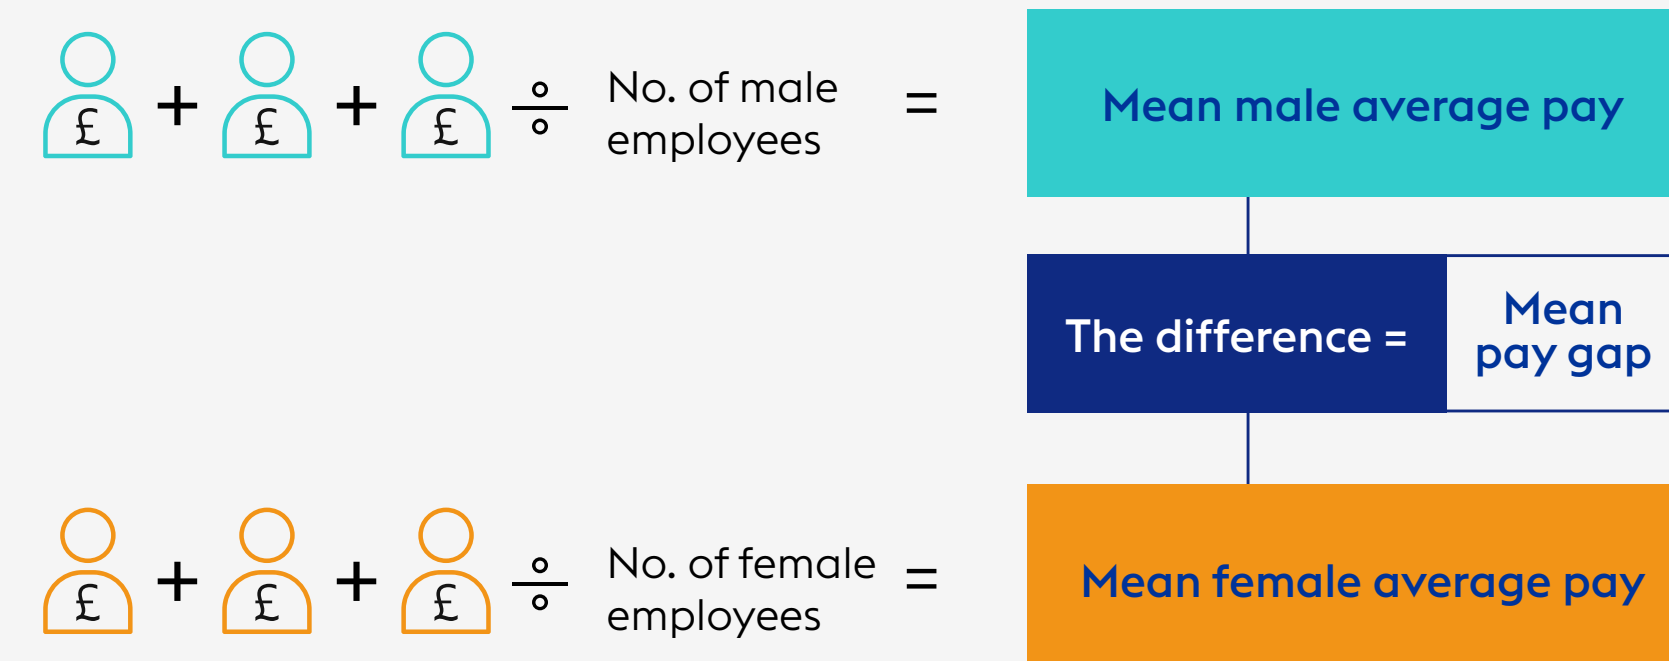 £ + £ + £ ÷ No. of male
employees
=
Mean male average pay
The difference =
Mean
pay gap
£ + £ + £ ÷ No. of female
employees
=
Mean female average pay